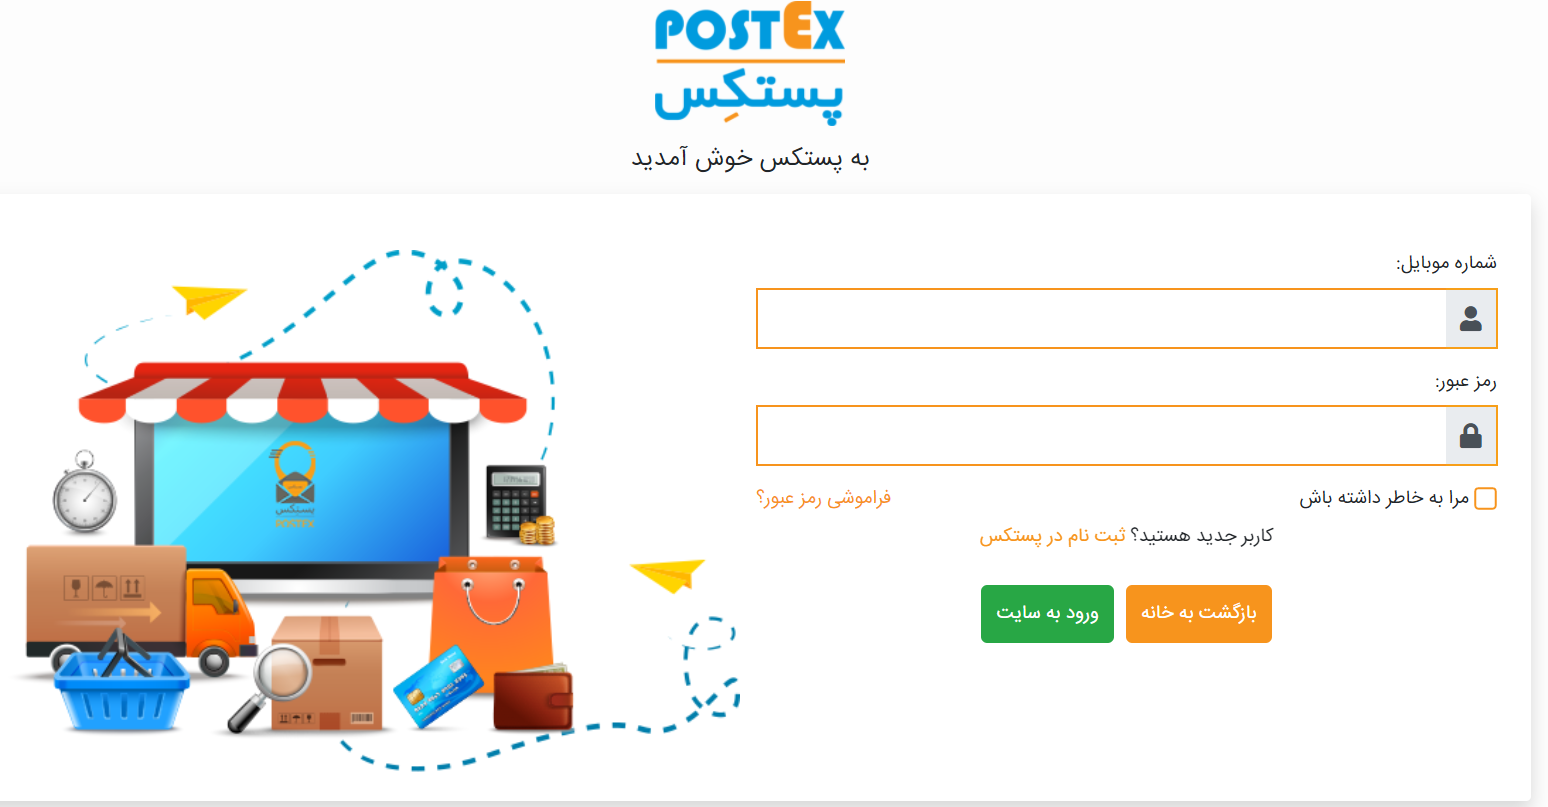 POSTEX
پستکِس
به پستکس خوش آمدید
شماره موبایل:
رمز عبور:
مرا به خاطر داشته باش
فراموشی رمز عبور؟
کاربر جدید هستید؟ ثبت نام در پستکس
بازگشت به خانه
ورود به سایت
پستکس
POSTEX